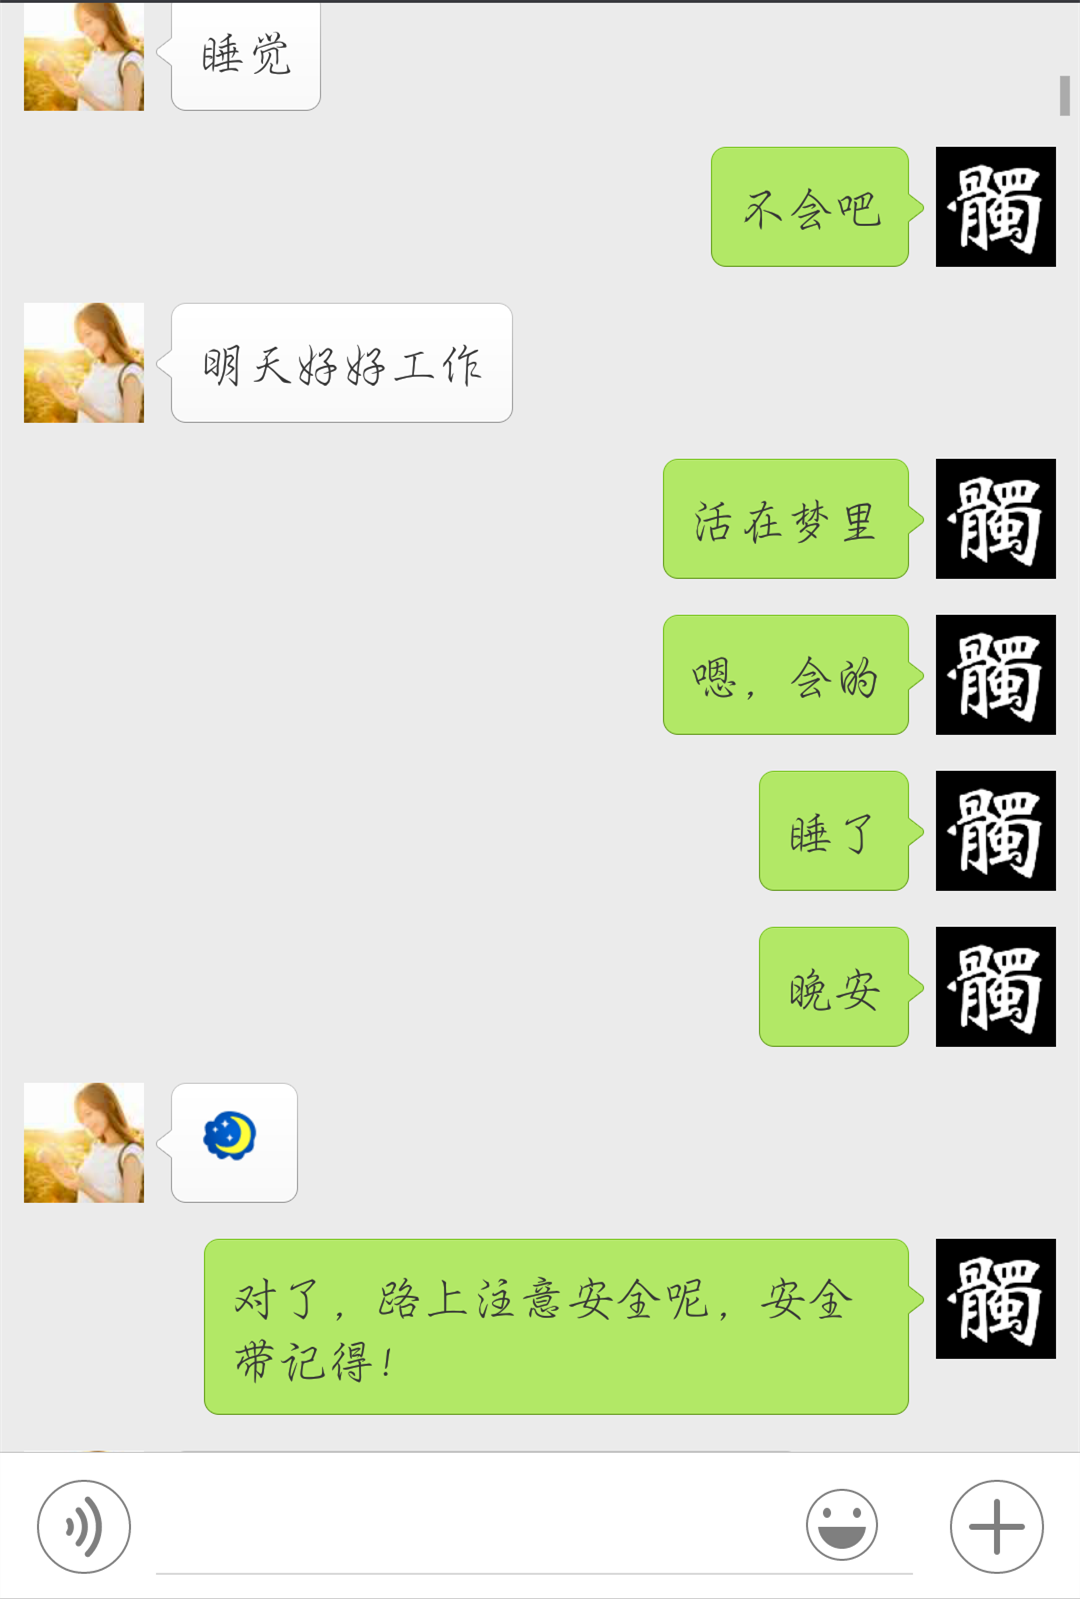 睡觉
不会吧
髑
明天好好工作
活在梦里
髑
嗯，会的
髑
睡了
髑
晚安
髑
对了，路上注意安全呢，安全
带记得！
髑